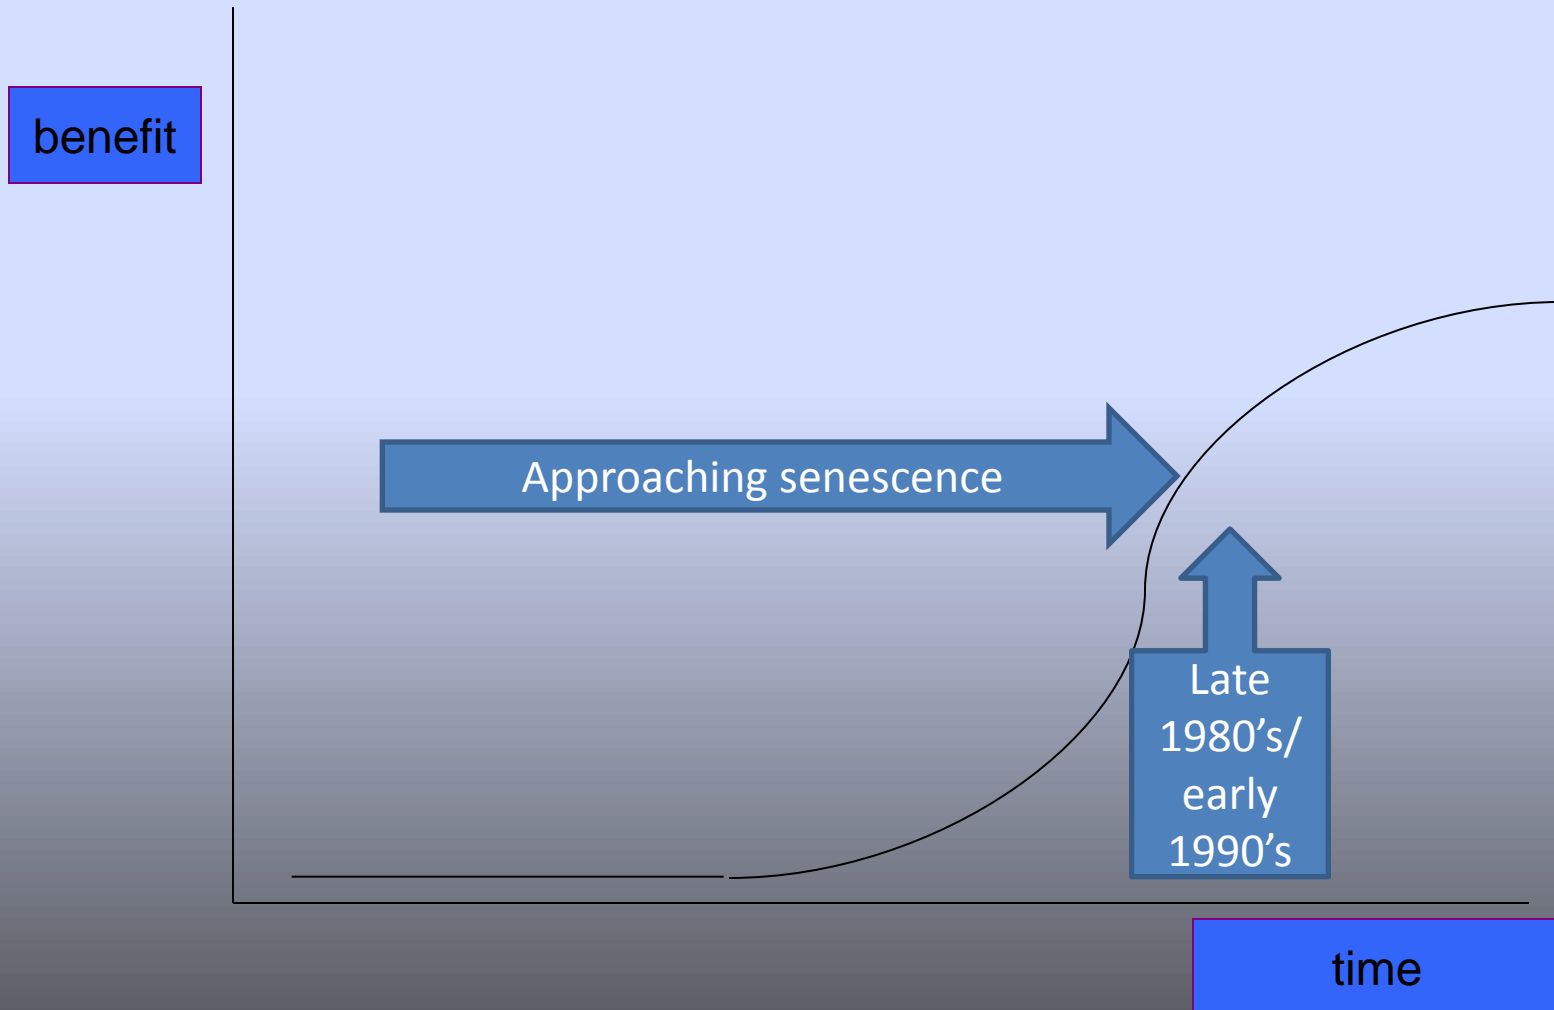 benefit
Approaching senescence
Late
1980’s/
early
1990’s
time